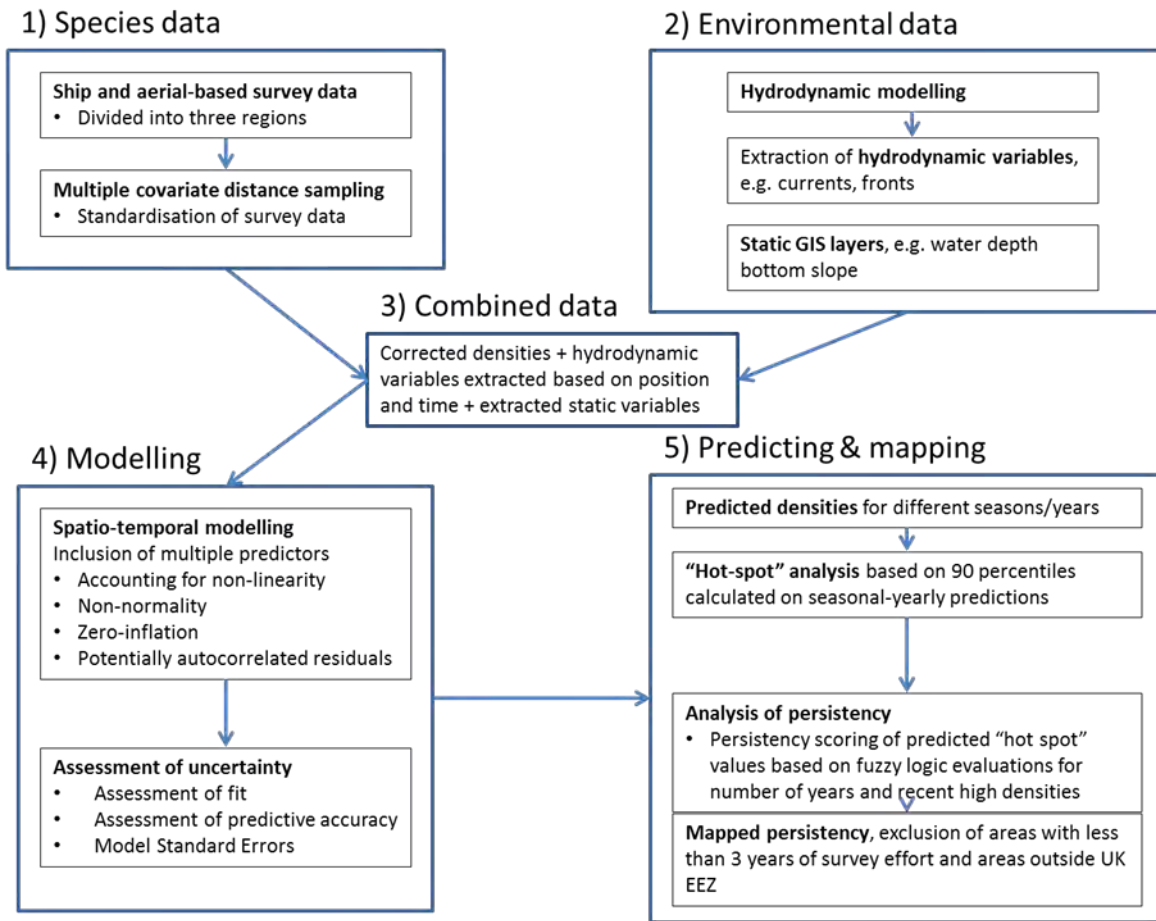 1) Species data
Ship and aerial-based survey data
• Divided into three regions
Multiple covariate distance sampling
• Standardisation of survey data
2) Environmental data
Hydrodynamic modelling
Extraction of hydrodynamic variables,
e.g. currents, fronts
Static GIS layers, e.g. water depth
bottom slope
3) Combined data
Corrected densities + hydrodynamic
variables extracted based on position
and time + extracted static variables
4) Modelling
Spatio-temporal modelling
Inclusion of multiple predictors
• Accounting for non-linearity
• Non-normality
• Zero-inflation
• Potentially autocorrelated residuals
Assessment of uncertainty
• Assessment of fit
• Assessment of predictive accuracy
• Model Standard Errors
5) Predicting & mapping
Predicted densities for different seasons/years
“Hot-spot” analysis based on 90 percentiles
calculated on seasonal-yearly predictions
Analysis of persistency
• Persistency scoring of predicted “hot spot”
values based on fuzzy logic evaluations for
number of years and recent high densities
Mapped persistency, exclusion of areas with less
than 3 years of survey effort and areas outside UK
EEZ